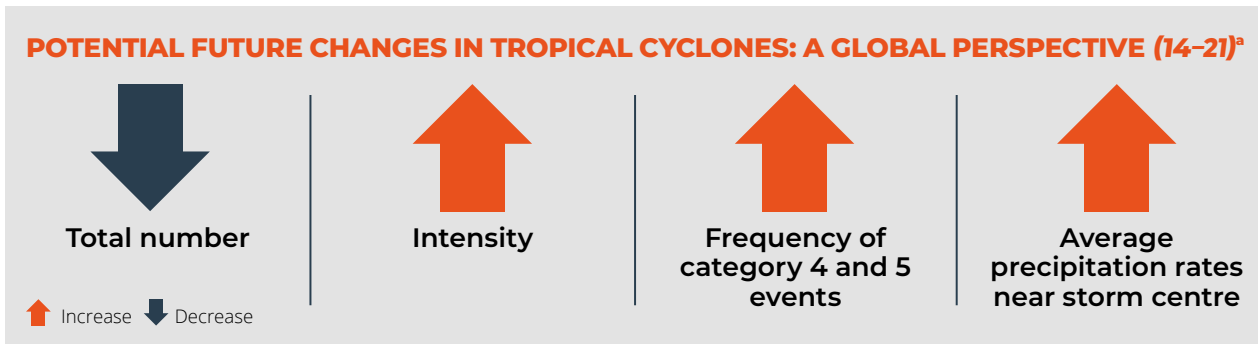 POTENTIAL FUTURE CHANGES IN TROPICAL CYCLONES: A GLOBAL PERSPECTIVE (14–21)ᵃ
Total number
Intensity
Frequency of
category 4 and 5
events
Average
precipitation rates
near storm centre
Increase Decrease